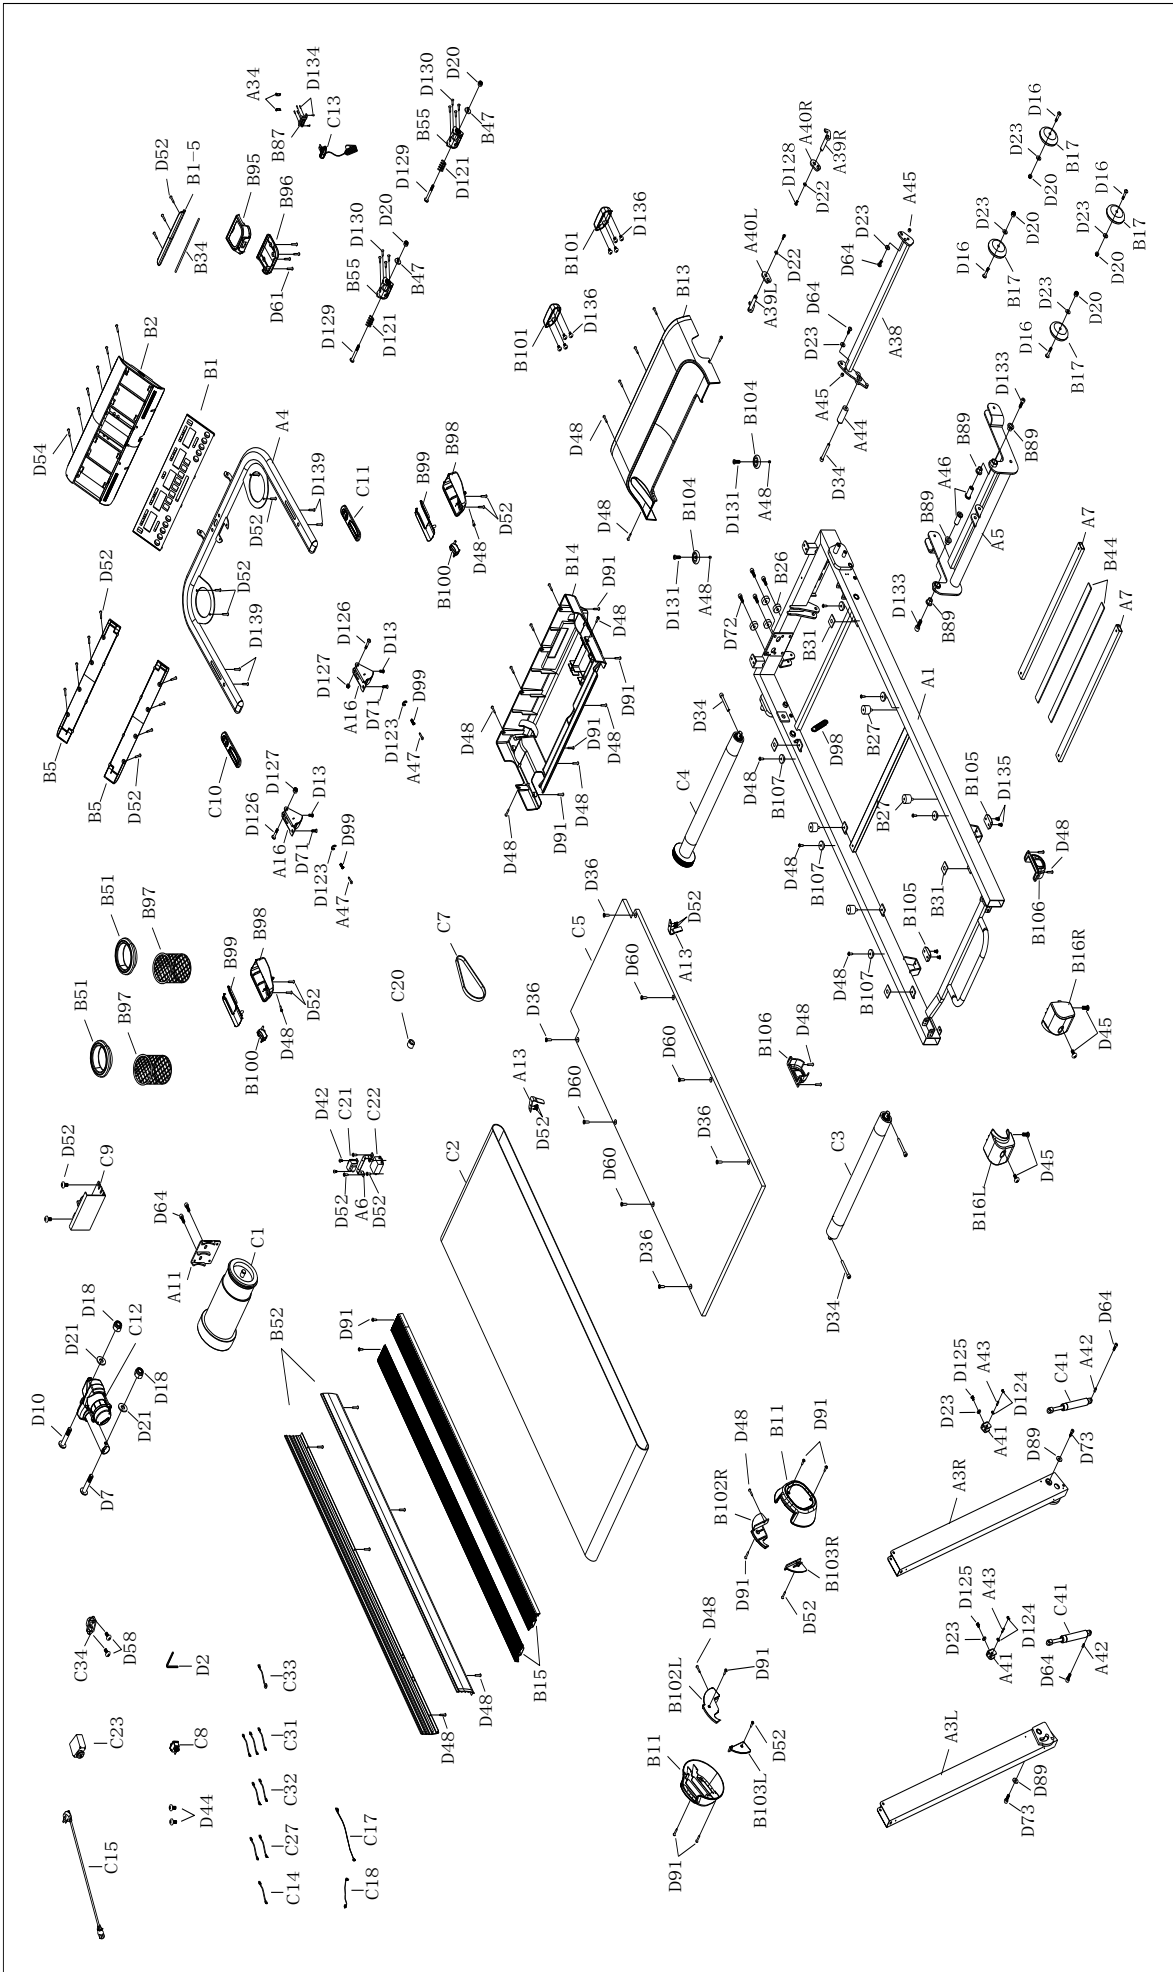 C15
C23
C34
D58
D44
C8
D2
C14
C27
C32
C31
C33
C18
C17
D7
D10
D21
D18
D21
D18
C12
A11
D64
C1
D52
C9
B51
B97
B51
B97
B5
B5
D52
D52
D54
B2
B1
D52
B1-5
B34
B95
B96
D61
A34
D134
B87
C13
B52
D48
D48
B15
D91
B100
B99
B98
D48
D52
C10
D126
D127
A16
D71
D13
D123
D99
A47
D139
D52
D52
D139
A4
C11
D129
D121
B55
D130
D20
B47
D129
D121
B55
D130
D20
B47
D126
D127
A16
D71
D13
D123
D99
A47
B100
B99
B98
D48
D52
C2
D52
A6
D52
D42
C21
C22
C20
C7
D48
D91
D48
D91
D48
B14
D91
D48
D91
D48
B101
D136
B101
D136
A13
D52
D36
D60
D60
D36
D36
C5
D60
D60
D36
A13
D52
C4
D34
D48
D48
B13
D131
A48
B104
D131
A48
B104
D91
B11
B103L
D52
B102L
D48
D91
B102R
D48
D91
B11
D91
B103R
D52
D34
C3
D34
B106
D48
D48
B107
D48
B107
D48
B107
D72
B26
B31
D98
B27
B27
A1
B105
D135
B105
B31
B106
D48
B16R
D45
B16L
D45
A39L
A40L
D22
D128
D22
A40R
A39R
D34
A44
A45
D23
D64
A38
D64
D23
A45
D133
B89
B89
A46
B89
A5
B89
D133
A7
B44
A7
D16
B17
D23
D20
D16
B17
D23
D20
D20
D23
B17
D16
D20
D23
B17
D16
A3L
D73
D89
D64
A42
C41
A41
D23
D125
A43
D124
A3R
D89
D73
A41
D23
D125
A43
D124
C41
A42
D64